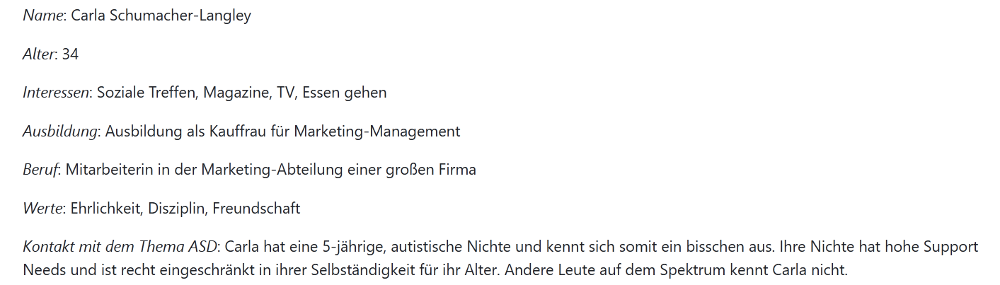 Name: Carla Schumacher-Langley
Alter: 34
Interessen: Soziale Treffen, Magazine, TV, Essen gehen
Ausbildung: Ausbildung als Kauffrau für Marketing-Management
Beruf: Mitarbeiterin in der Marketing-Abteilung einer großen Firma
Werte: Ehrlichkeit, Disziplin, Freundschaft
Kontakt mit dem Thema ASD: Carla hat eine 5-jährige, autistische Nichte und kennt sich somit ein bisschen aus. Ihre Nichte hat hohe Support
Needs und ist recht eingeschränkt in ihrer Selbständigkeit für ihr Alter. Andere Leute auf dem Spektrum kennt Carla nicht.